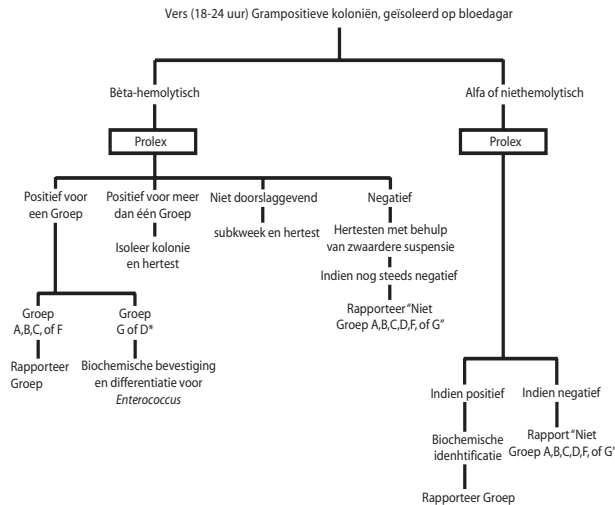 Vers (18-24 uur) Grampositieve koloniën, geïsoleerd op bloedagar
Bèta-hemolytisch
Alfa of niethemolytisch
Prolex
Prolex
Positief voor
een Groep
Positief voor meer
dan één Groep
Niet doorslaggevend
Negatief
Isoleer kolonie
en hertest
subkweek en hertest
Hertesten met behulp
van zwaardere suspensie
Indien nog steeds negatief
Rapporteer "Niet
Groep A,B,C,D,F, of G"
Groep
A,B,C, of F
Groep
G of D*
Rapporteer
Groep
Biochemische bevestiging
en differentiatie voor
Enterococcus
Indien positief
Indien negatief
Biochemische
idenhtificatie
Rapport "Niet
Groep A,B,C,D,F, of G"
Rapporteer Groep